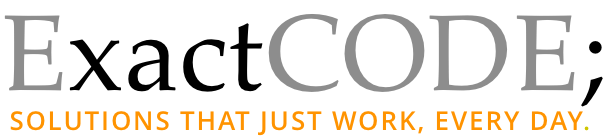 ExactCODE;
SOLUTIONS THAT JUST WORK, EVERY DAY.